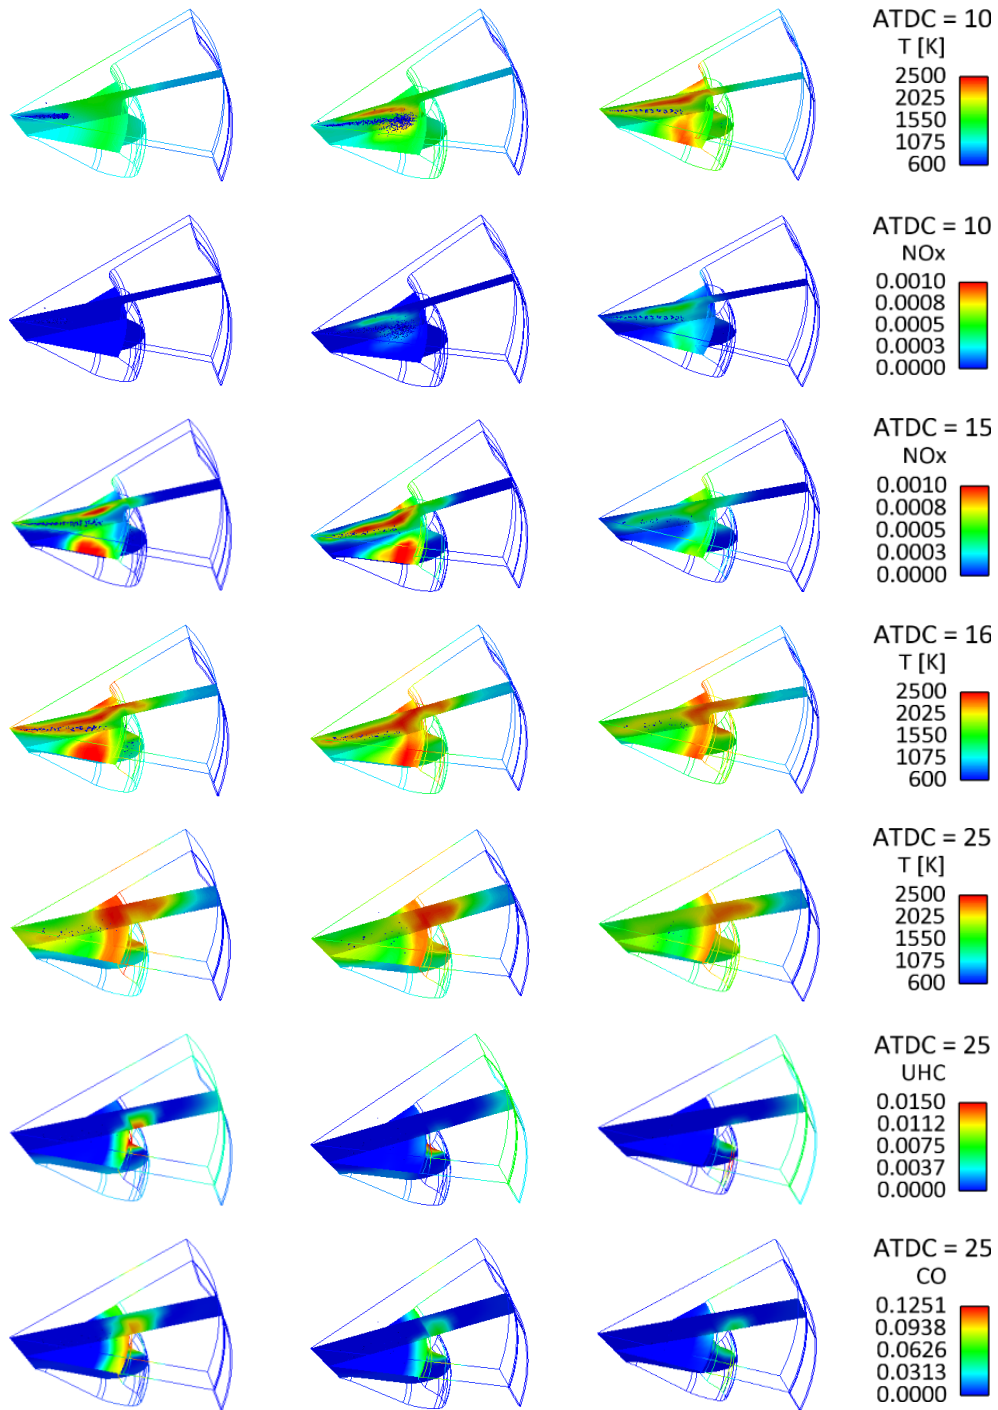 ATDC = 10
T [K]
2500
2025
1550
1075
600
ATDC = 10
NOx
0.0010
0.0008
0.0005
0.0003
0.0000
ATDC = 15
NOx
0.0010
0.0008
0.0005
0.0003
0.0000
ATDC = 16
T [K]
2500
2025
1550
1075
600
ATDC = 25
T [K]
2500
2025
1550
1075
600
ATDC = 25
UHC
0.0150
0.0112
0.0075
0.0037
0.0000
ATDC = 25
CO
0.1251
0.0938
0.0626
0.0313
0.0000